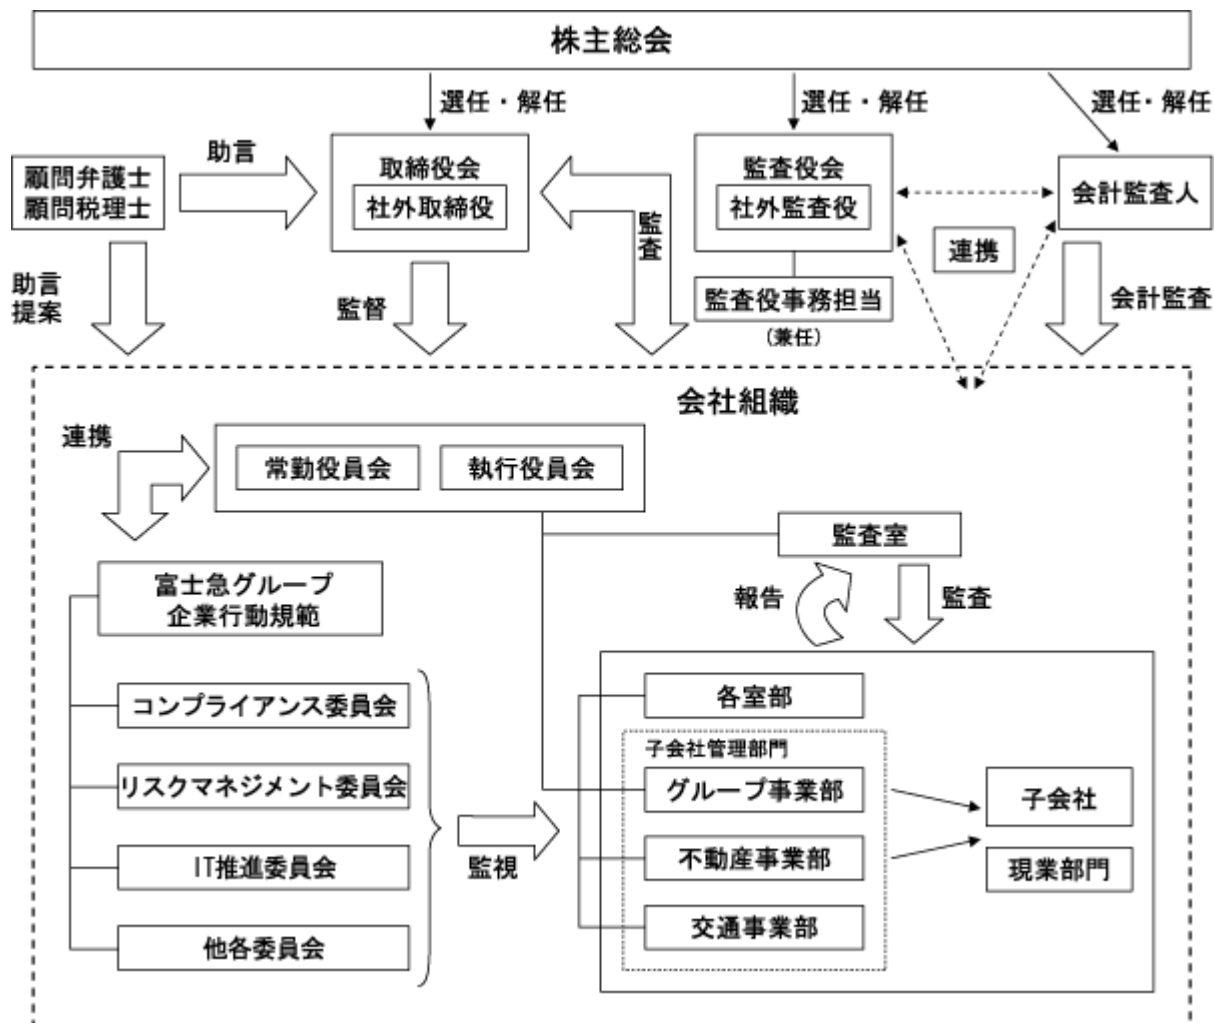 株主総会
選任・解任
選任・解任
選任・解任
助言
顧問弁護士
顧問税理士
取締役会
社外取締役
監査
監査役会
社外監査役
会計監査人
連携
助言
提案
監督
監査役事務担当
(兼任)
会計監査
会社組織
連携
常勤役員会
執行役員会
監査室
富士急グループ
企業行動規範
報告
監査
コンプライアンス委員会
リスクマネジメント委員会
IT推進委員会
他各委員会
監視
各室部
子会社管理部門
グループ事業部
不動産事業部
交通事業部
子会社
現業部門